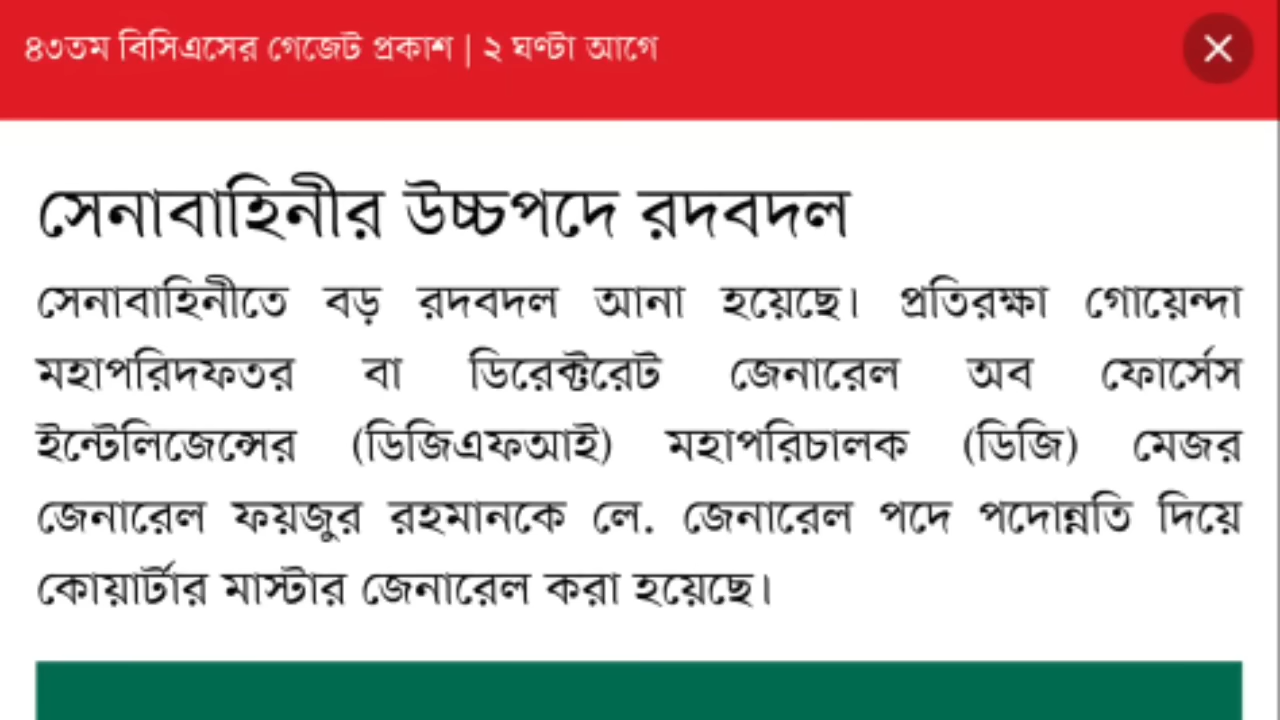 ৪৩তম বিসিএসের গেজেট প্রকাশ | ২ ঘণ্টা আগে
সেনাবাহিনীর উচ্চপদে রদবদল
সেনাবাহিনীতে বড় রদবদল আনা হয়েছে। প্রতিরক্ষা গোয়েন্দা
মহাপরিদফতর বা ডিরেক্টরেট জেনারেল অব ফোর্সেস
ইন্টেলিজেন্সের (ডিজিএফআই) মহাপরিচালক (ডিজি) মেজর
জেনারেল ফয়জুর রহমানকে লে. জেনারেল পদে পদোন্নতি দিয়ে
কোয়ার্টার মাস্টার জেনারেল করা হয়েছে।